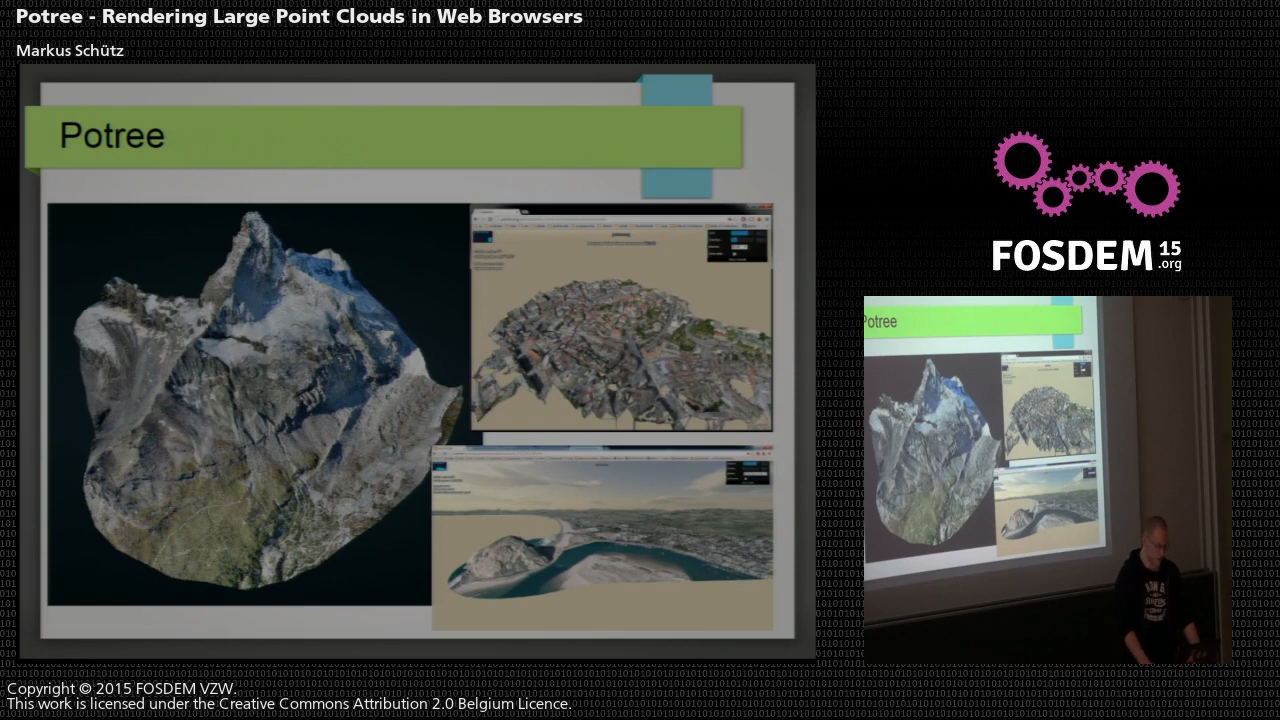 Potree - Rendering Large Point Clouds in Web Browsers
Markus Schütz
Potree
FOSDEM 15
.org
Potree
Copyright © 2015 FOSDEM VZW.
This work is licensed under the Creative Commons Attribution 2.0 Belgium Licence.